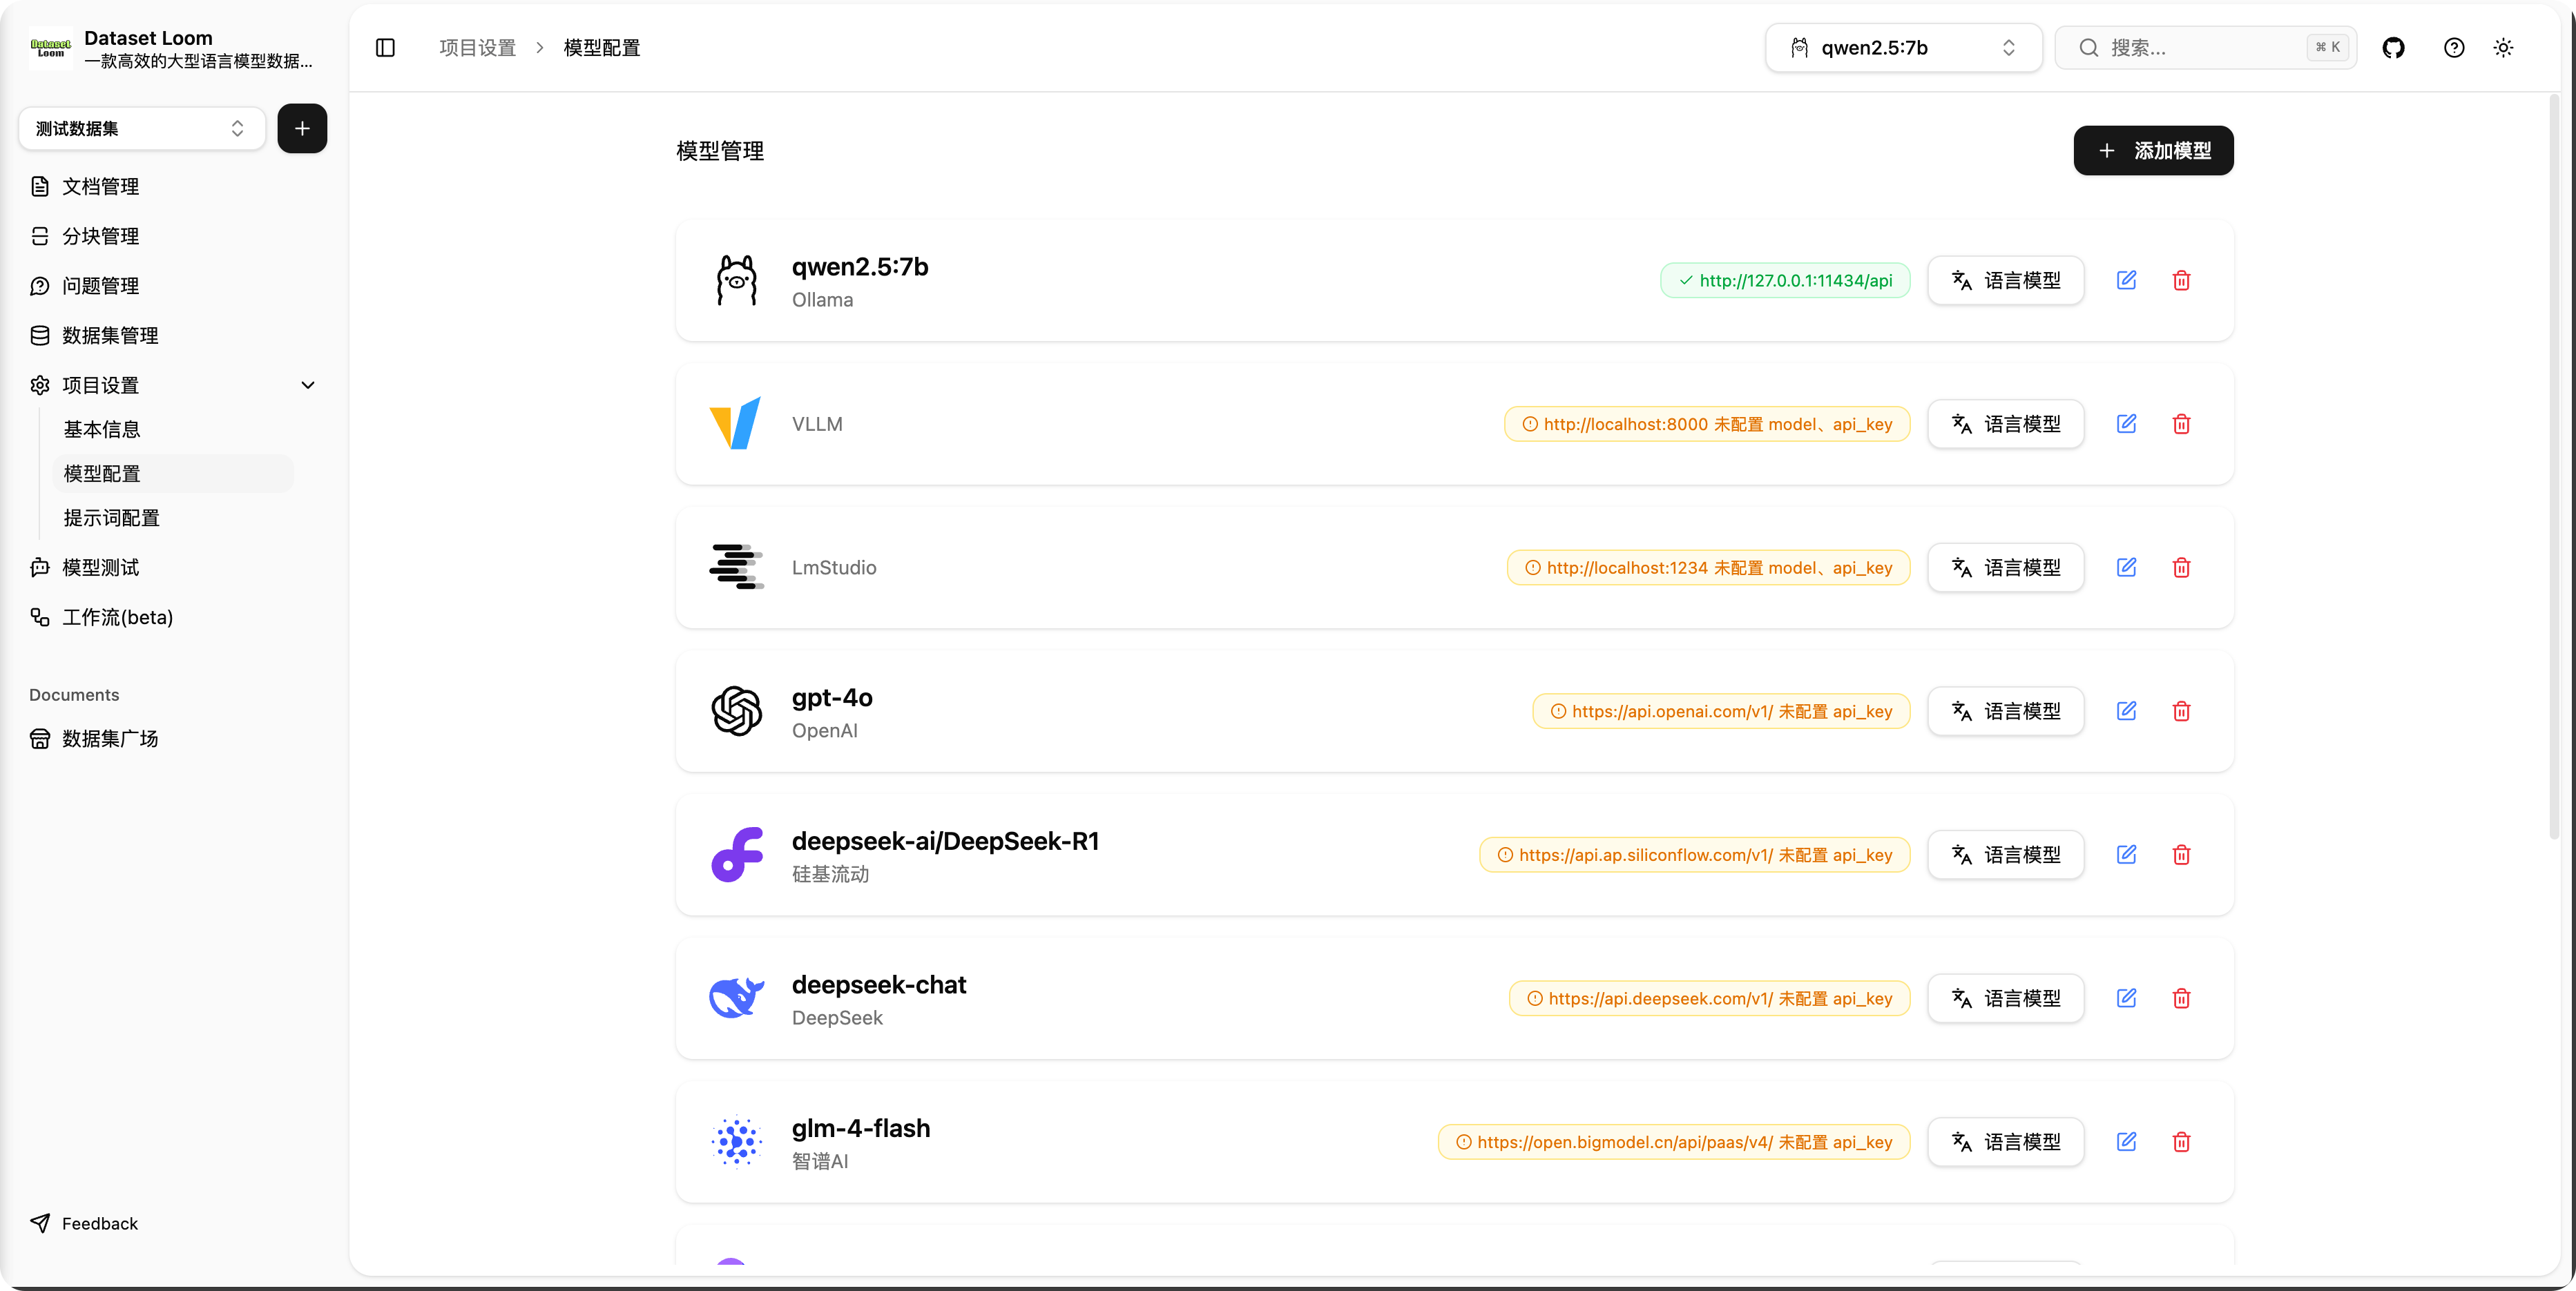 Dataset
Loom
Dataset Loom
一款高效的大型语言模型数据...
测试数据集
文档管理
分块管理
问题管理
数据集管理
项目设置
基本信息
模型配置
提示词配置
模型测试
工作流(beta)
Documents
数据集广场
Feedback
项目设置 > 模型配置
qwen2.5:7b
搜索...
⌘ K
模型管理
+ 添加模型
qwen2.5:7b
Ollama
http://127.0.0.1:11434/api
语言模型
VLLM
http://localhost:8000 未配置 model、api_key
语言模型
LmStudio
http://localhost:1234 未配置 model、api_key
语言模型
gpt-4o
OpenAI
https://api.openai.com/v1/ 未配置 api_key
语言模型
deepseek-ai/DeepSeek-R1
硅基流动
https://api.ap.siliconflow.com/v1/ 未配置 api_key
语言模型
deepseek-chat
DeepSeek
https://api.deepseek.com/v1/ 未配置 api_key
语言模型
glm-4-flash
智谱AI
https://open.bigmodel.cn/api/paas/v4/ 未配置 api_key
语言模型